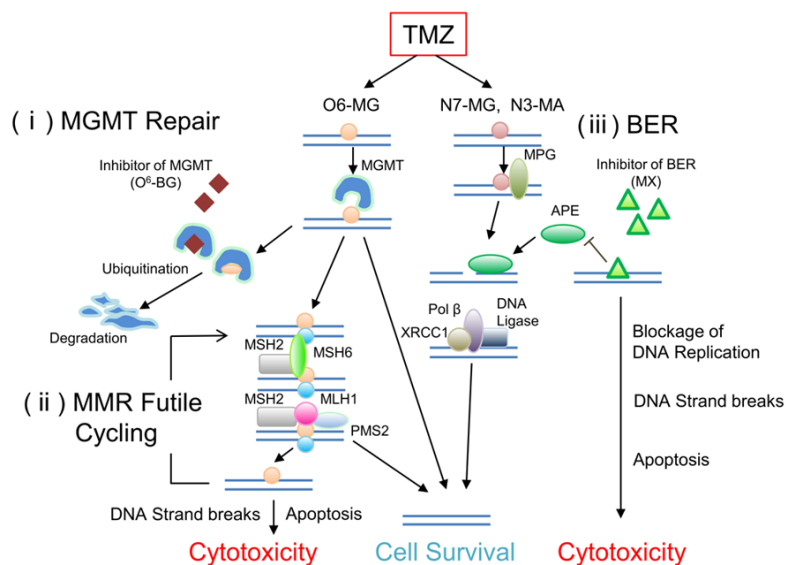 TMZ
O6-MG
N7-MG, N3-MA
( i ) MGMT Repair
(iii) BER
Inhibitor of MGMT
(O⁶-BG)
MGMT
MPG
Inhibitor of BER
(MX)
APE
Ubiquitination
Degradation
Pol β
DNA
Ligase
XRCC1
MSH2
MSH6
Blockage of
DNA Replication
( ii ) MMR Futile
Cycling
MSH2
MLH1
PMS2
DNA Strand breaks
Apoptosis
DNA Strand breaks
Apoptosis
Cytotoxicity
Cell Survival
Cytotoxicity